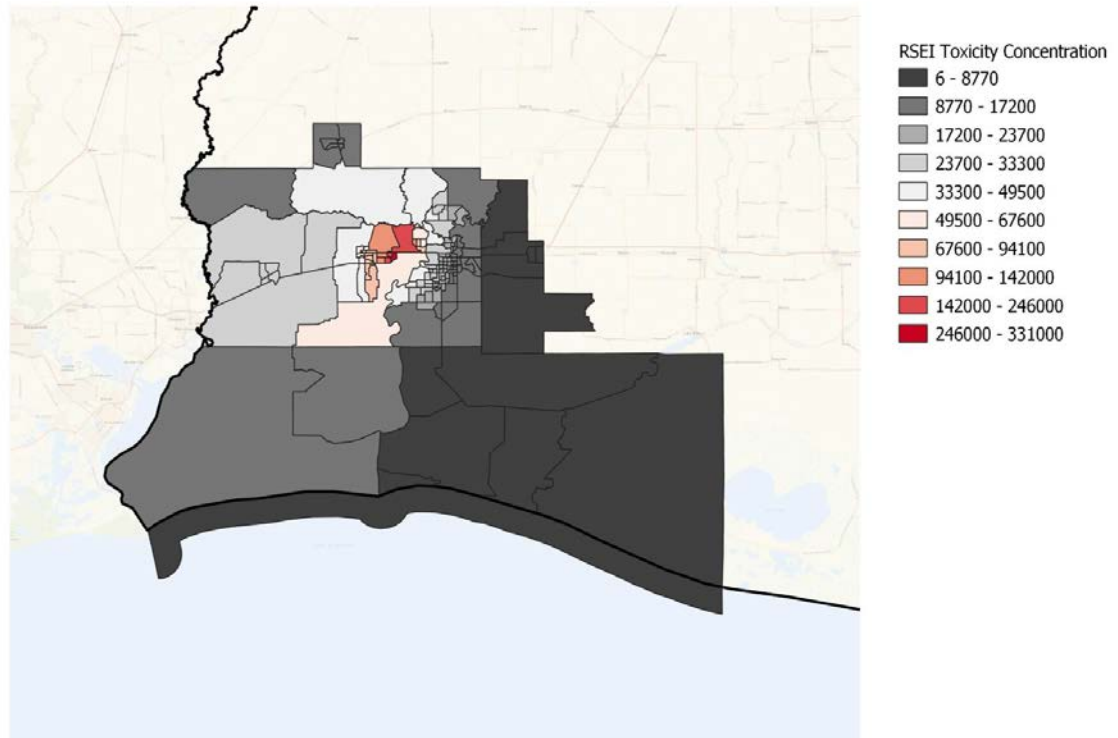 RSEI Toxicity Concentration
6 - 8770
8770 - 17200
17200 - 23700
23700 - 33300
33300 - 49500
49500 - 67600
67600 - 94100
94100 - 142000
142000 - 246000
246000 - 331000